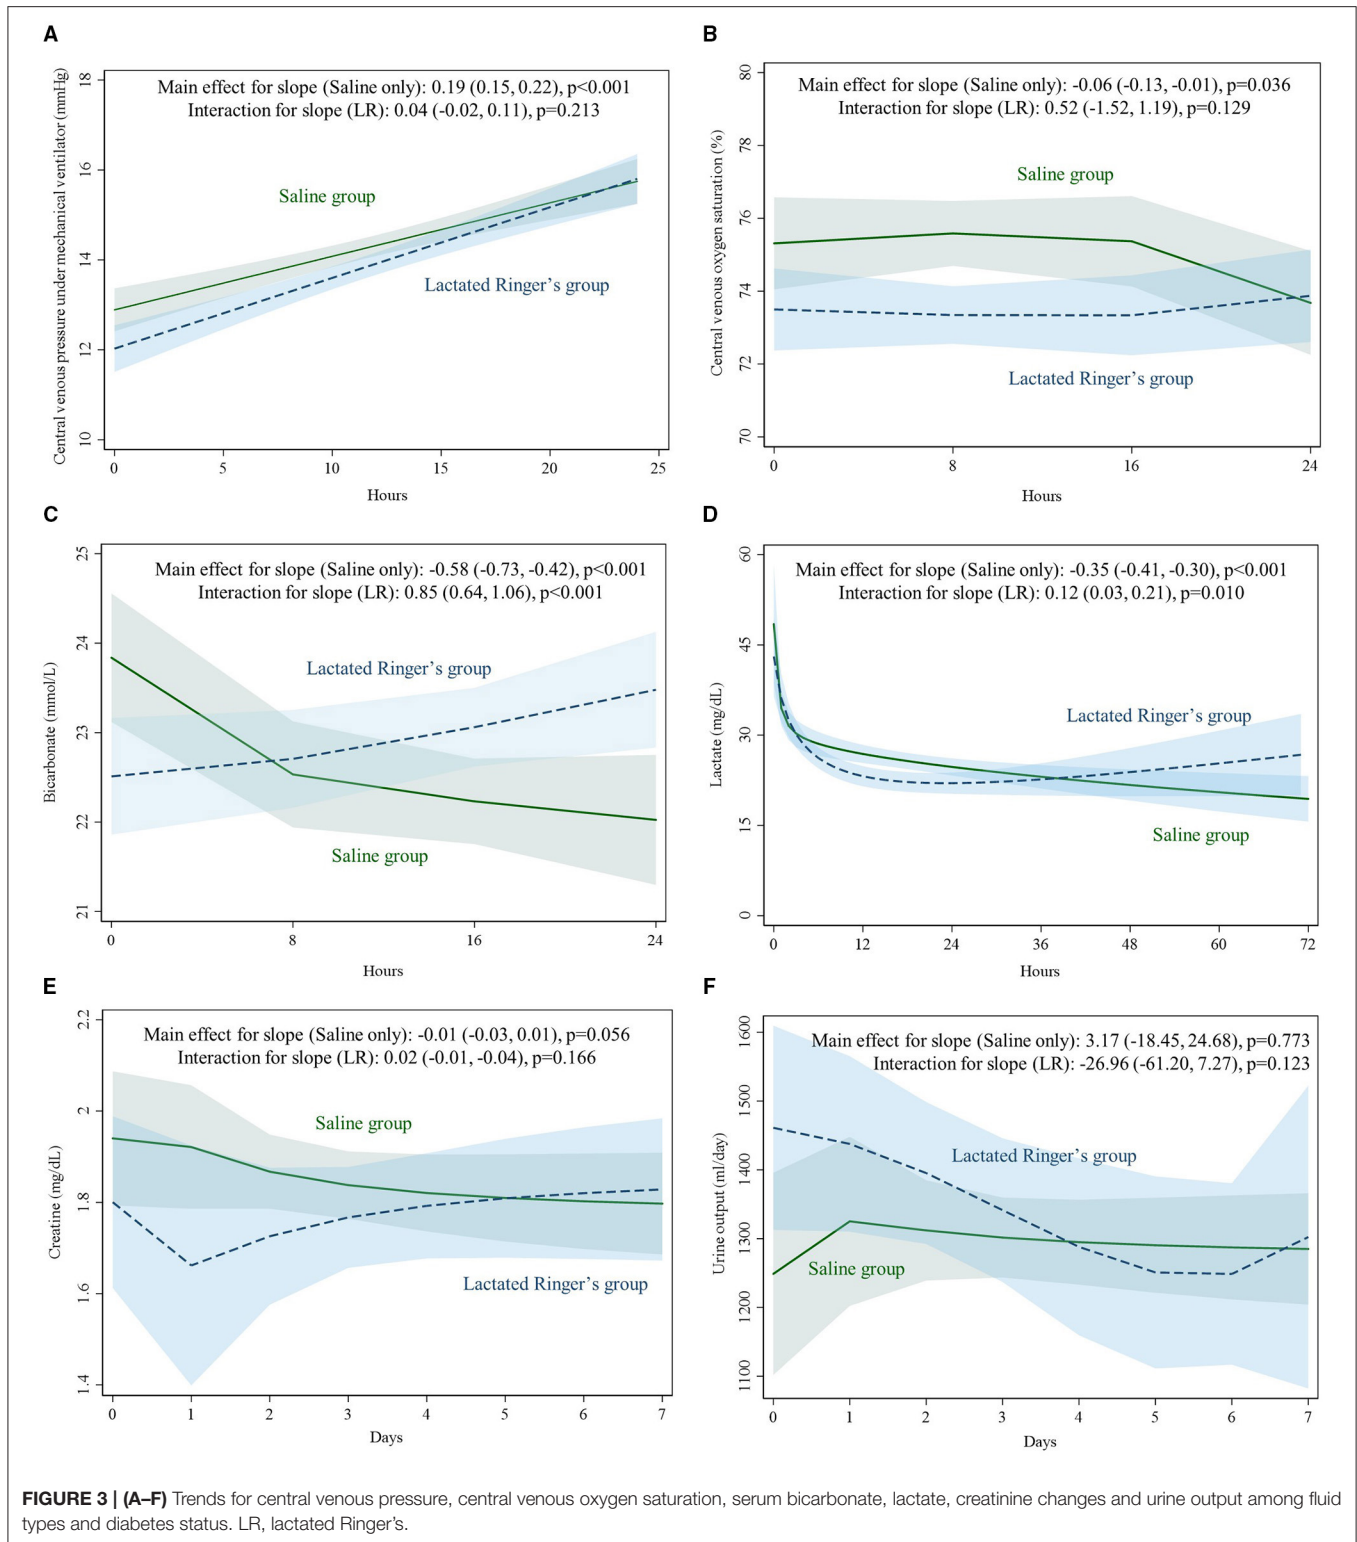 A
Central venous pressure under mechanical ventilator (mmHg)
18
16
14
12
10
Main effect for slope (Saline only): 0.19 (0.15, 0.22), p<0.001
Interaction for slope (LR): 0.04 (-0.02, 0.11), p=0.213
Saline group
Lactated Ringer's group
0 5 10 15 20 25
Hours
B
Central venous oxygen saturation (%)
80
78
76
74
72
70
Main effect for slope (Saline only): -0.06 (-0.13, -0.01), p=0.036
Interaction for slope (LR): 0.52 (-1.52, 1.19), p=0.129
Saline group
Lactated Ringer's group
0 8 16 24
Hours
C
Bicarbonate (mmol/L)
25
24
23
22
21
Main effect for slope (Saline only): -0.58 (-0.73, -0.42), p<0.001
Interaction for slope (LR): 0.85 (0.64, 1.06), p<0.001
Lactated Ringer's group
Saline group
0 8 16 24
Hours
D
Lactate (mg/dL)
60
45
30
15
0
Main effect for slope (Saline only): -0.35 (-0.41, -0.30), p<0.001
Interaction for slope (LR): 0.12 (0.03, 0.21), p=0.010
Lactated Ringer's group
Saline group
0 12 24 36 48 60 72
Hours
E
Creatine (mg/dL)
2.2
2
1.8
1.6
1.4
Main effect for slope (Saline only): -0.01 (-0.03, 0.01), p=0.056
Interaction for slope (LR): 0.02 (-0.01, -0.04), p=0.166
Saline group
Lactated Ringer's group
0 1 2 3 4 5 6 7
Days
F
Urine output (ml/day)
1600
1500
1400
1300
1200
1100
Main effect for slope (Saline only): 3.17 (-18.45, 24.68), p=0.773
Interaction for slope (LR): -26.96 (-61.20, 7.27), p=0.123
Lactated Ringer's group
Saline group
0 1 2 3 4 5 6 7
Days
FIGURE 3 | (A–F) Trends for central venous pressure, central venous oxygen saturation, serum bicarbonate, lactate, creatinine changes and urine output among fluid
types and diabetes status. LR, lactated Ringer's.